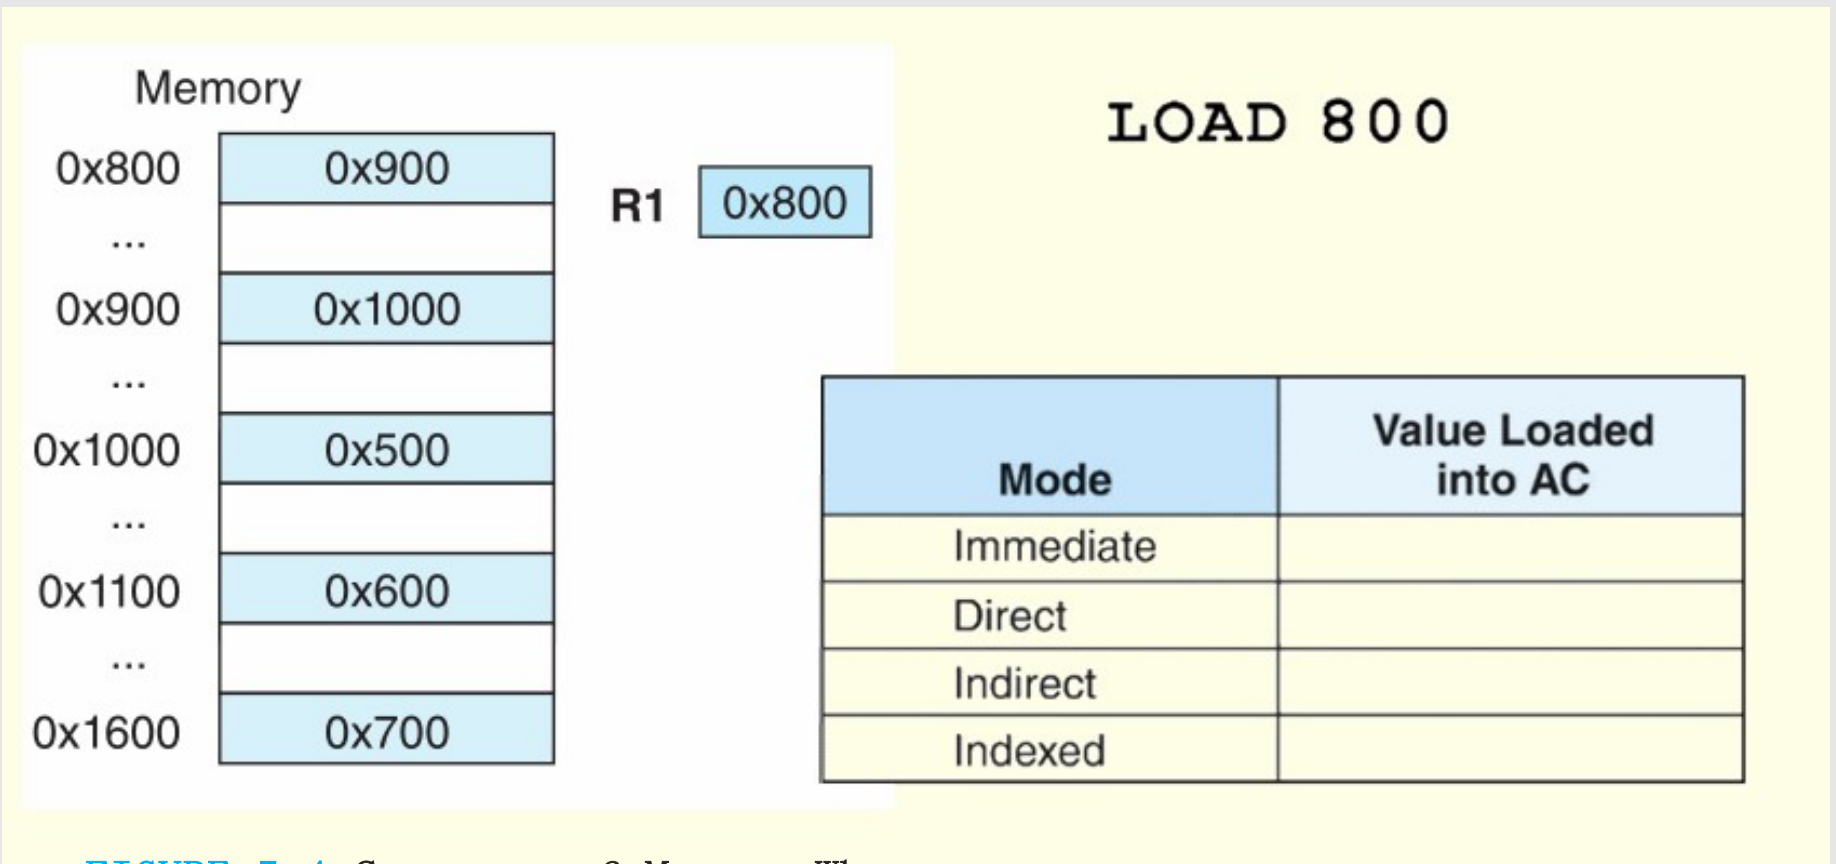 Memory
LOAD 800
0x800 0x900
R1 0x800
...
0x900 0x1000
...
0x1000 0x500
...
0x1100 0x600
...
0x1600 0x700
Mode Value Loaded into AC
Immediate
Direct
Indirect
Indexed